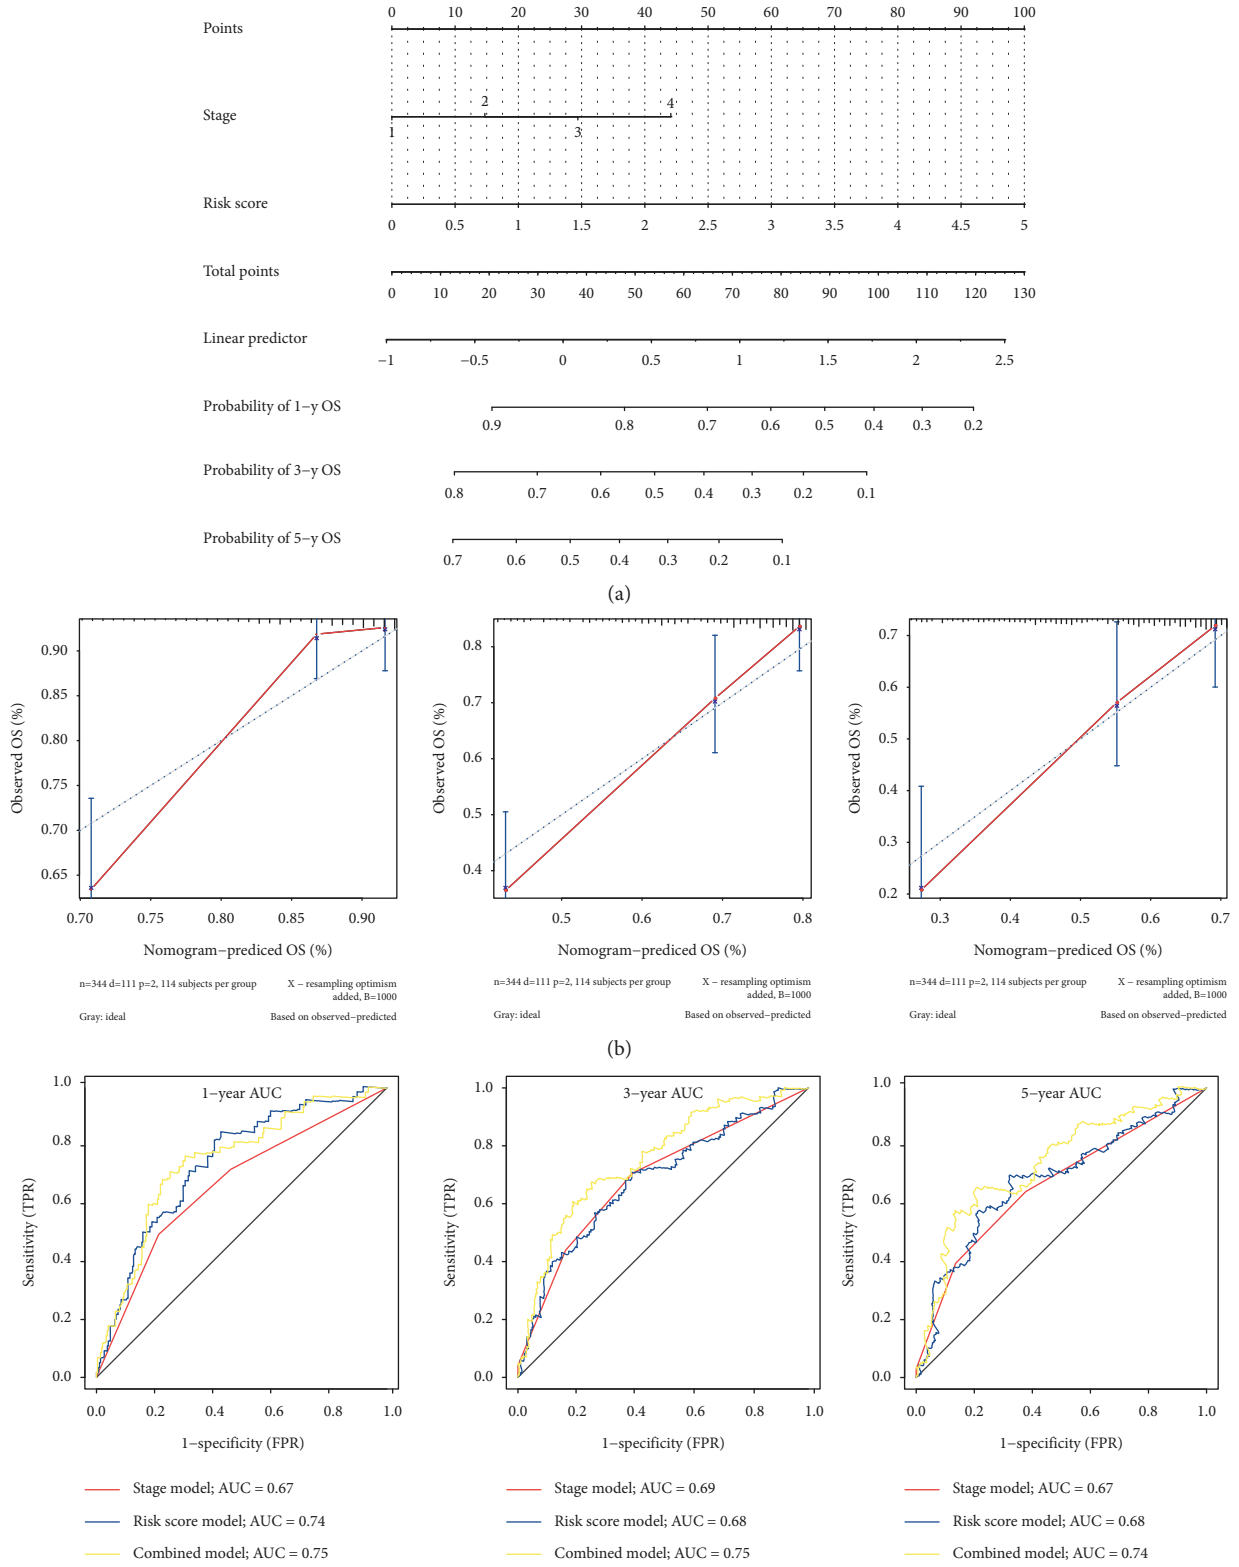 0 10 20 30 40 50 60 70 80 90 100
Points
2 4
Stage
1 3
Risk score
0 0.5 1 1.5 2 2.5 3 3.5 4 4.5 5
Total points
0 10 20 30 40 50 60 70 80 90 100 110 120 130
Linear predictor
−1 −0.5 0 0.5 1 1.5 2 2.5
Probability of 1−y OS
0.9 0.8 0.7 0.6 0.5 0.4 0.3 0.2
Probability of 3−y OS
0.8 0.7 0.6 0.5 0.4 0.3 0.2 0.1
Probability of 5−y OS
0.7 0.6 0.5 0.4 0.3 0.2 0.1
(a)
Observed OS (%)
0.90
0.85
0.80
0.75
0.70
0.65
0.70 0.75 0.80 0.85 0.90
Nomogram−prediced OS (%)
n=344 d=111 p=2, 114 subjects per group
X − resampling optimism
added, B=1000
Gray: ideal
Based on observed−predicted
Observed OS (%)
0.8
0.7
0.6
0.5
0.4
0.5 0.6 0.7 0.8
Nomogram−prediced OS (%)
n=344 d=111 p=2, 114 subjects per group
X − resampling optimism
added, B=1000
Gray: ideal
Based on observed−predicted
Observed OS (%)
0.7
0.6
0.5
0.4
0.3
0.2
0.3 0.4 0.5 0.6 0.7
Nomogram−prediced OS (%)
n=344 d=111 p=2, 114 subjects per group
X − resampling optimism
added, B=1000
Gray: ideal
Based on observed−predicted
(b)
1−year AUC
Sensitivity (TPR)
1.0
0.8
0.6
0.4
0.2
0.0
0.0 0.2 0.4 0.6 0.8 1.0
1−specificity (FPR)
Stage model; AUC = 0.67
Risk score model; AUC = 0.74
Combined model; AUC = 0.75
3−year AUC
Sensitivity (TPR)
1.0
0.8
0.6
0.4
0.2
0.0
0.0 0.2 0.4 0.6 0.8 1.0
1−specificity (FPR)
Stage model; AUC = 0.69
Risk score model; AUC = 0.68
Combined model; AUC = 0.75
5−year AUC
Sensitivity (TPR)
1.0
0.8
0.6
0.4
0.2
0.0
0.0 0.2 0.4 0.6 0.8 1.0
1−specificity (FPR)
Stage model; AUC = 0.67
Risk score model; AUC = 0.68
Combined model; AUC = 0.74